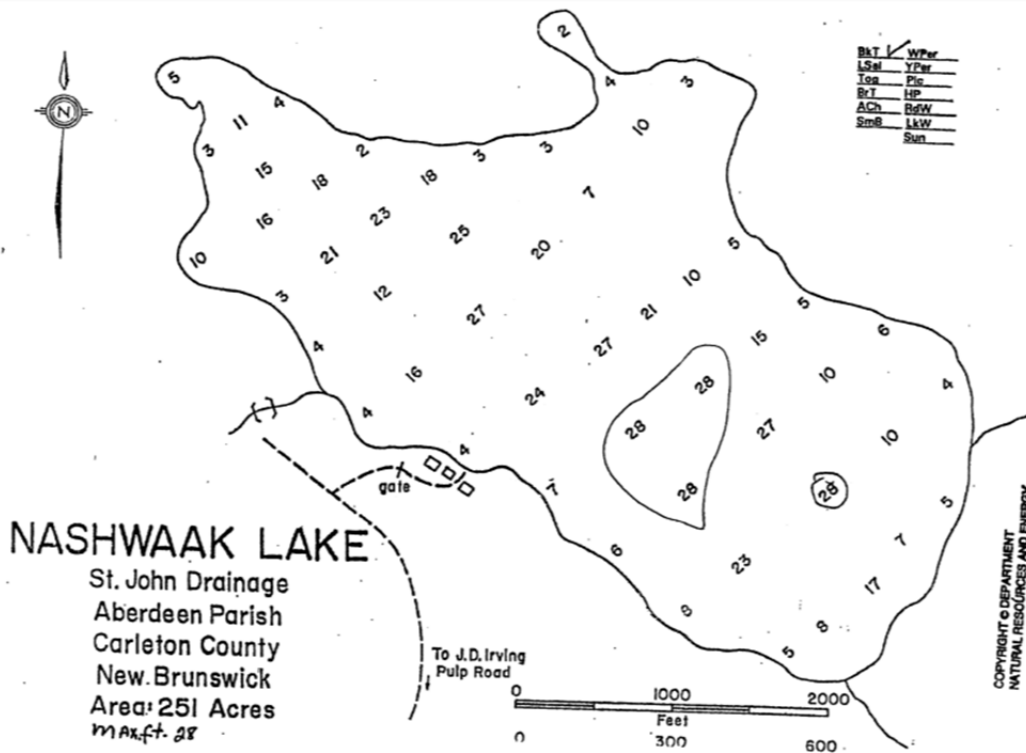 N
BkT WPer
LSal YPer
Tog Pic
BrT HP
ACh RdW
SmB LkW
Sun
2
5 4 3
4
11 10
3 2 3 3
15 18 18
7
16 23 25 20 5
10 21
10
3 12 27 21 5
4 27 15 6
16 24 28 10 4
4 28 27 10
4
gate
7 28 28 5
6 23 7
17
8 8
5
NASHWAAK LAKE
St. John Drainage
Aberdeen Parish
Carleton County
New Brunswick
Area: 251 Acres
Max.ft. 28
To J.D. Irving
Pulp Road
0 1000 2000
Feet
0 300 600
COPYRIGHT © DEPARTMENT
NATURAL RESOURCES AND ENERGY